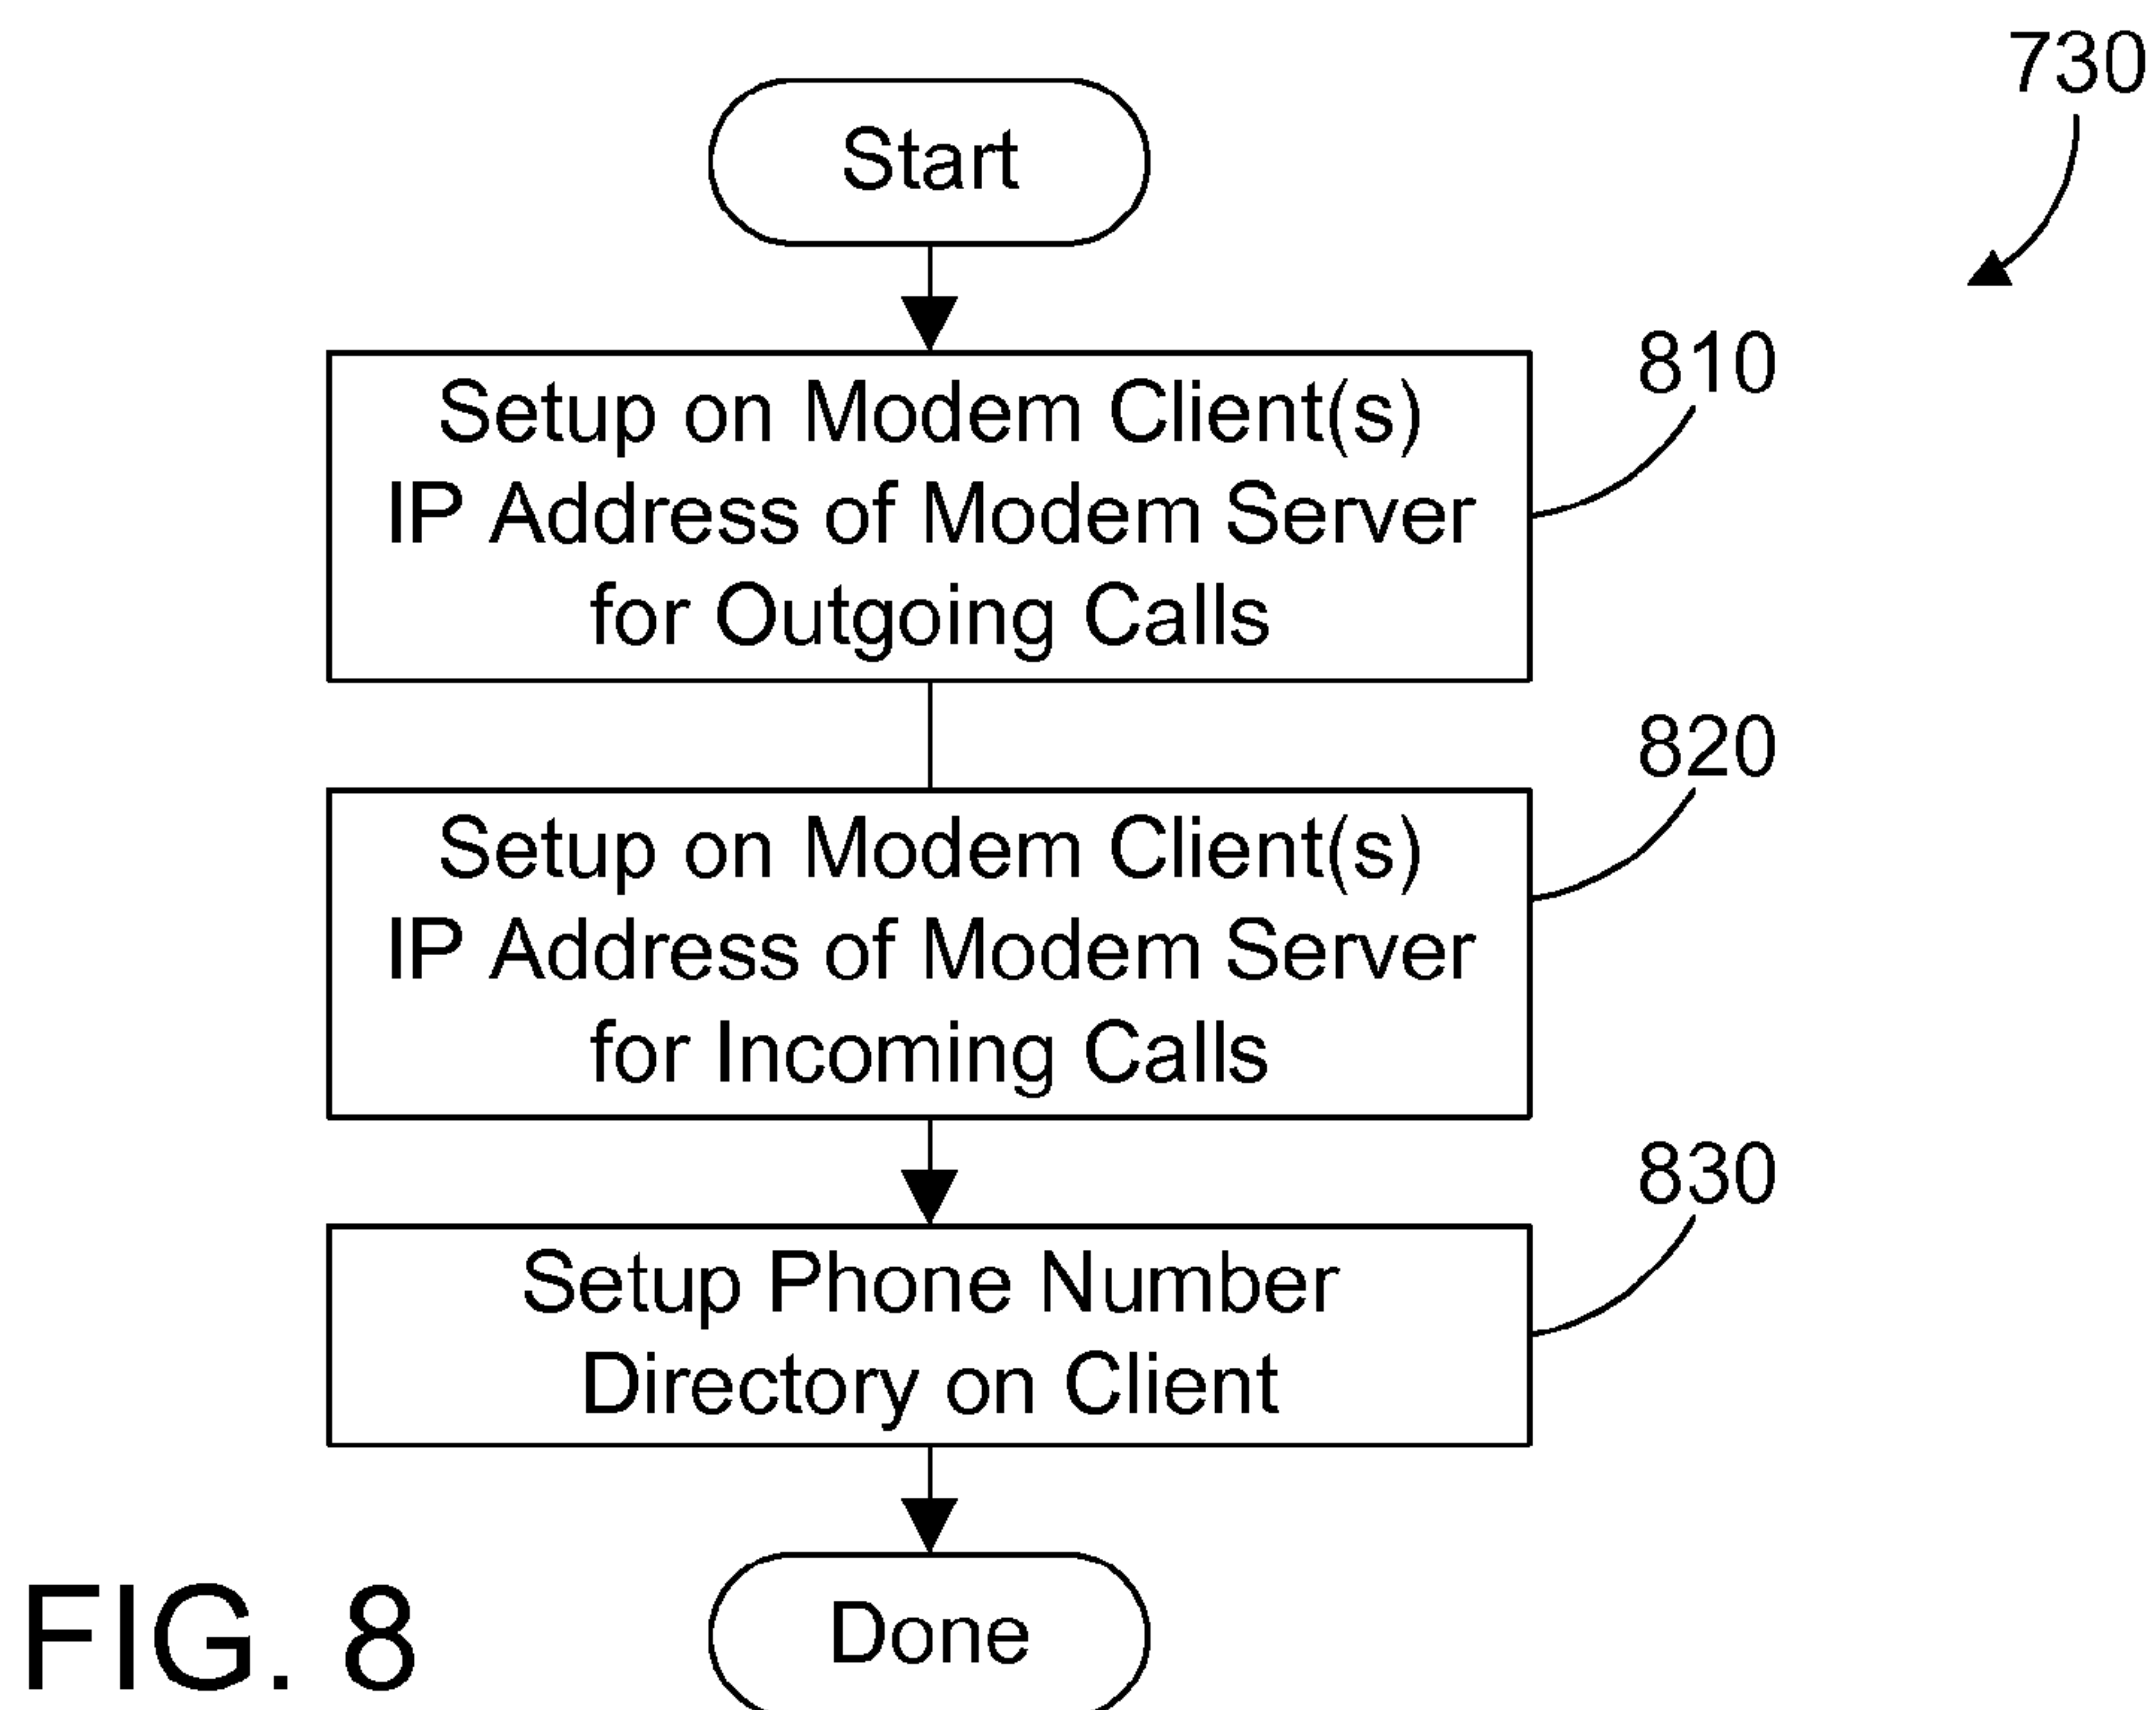 730
Start
810
Setup on Modem Client(s)
IP Address of Modem Server
for Outgoing Calls
820
Setup on Modem Client(s)
IP Address of Modem Server
for Incoming Calls
830
Setup Phone Number
Directory on Client
Done
FIG. 8